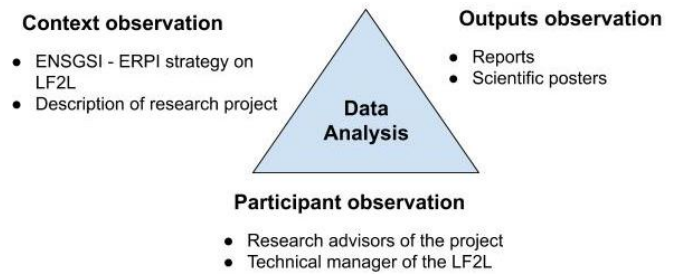 Context observation
● ENSGSI - ERPI strategy on
LF2L
● Description of research project
Outputs observation
● Reports
● Scientific posters
Data
Analysis
Participant observation
● Research advisors of the project
● Technical manager of the LF2L